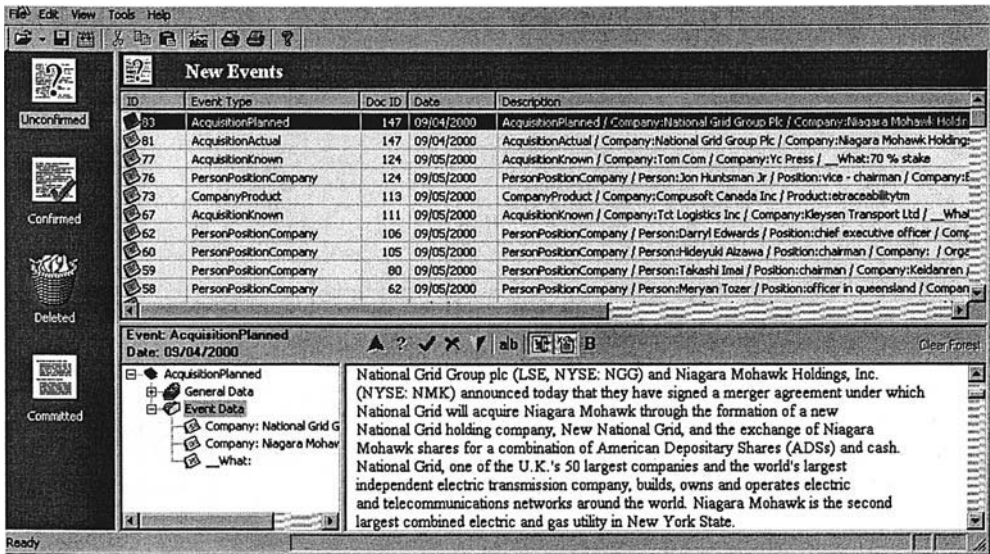 File Edit View Tools Help
New Events
Unconfirmed
Confirmed
Deleted
Committed
ID Event Type Doc ID Date Description
83 AcquisitionPlanned 147 09/04/2000 AcquisitionPlanned / Company:National Grid Group Plc / Company:Niagara Mohawk Holdin
81 AcquisitionActual 147 09/04/2000 AcquisitionActual / Company:National Grid Group Plc / Company:Niagara Mohawk Holdings
77 AcquisitionKnown 124 09/05/2000 AcquisitionKnown / Company:Tom Com / Company:Yc Press / __What:70 % stake
76 PersonPositionCompany 124 09/05/2000 PersonPositionCompany / Person:Jon Huntsman Jr / Position:vice - chairman / Company:E
73 CompanyProduct 113 09/05/2000 CompanyProduct / Company:Compusoft Canada Inc / Product:etraceabilitytm
67 AcquisitionKnown 111 09/05/2000 AcquisitionKnown / Company:Tct Logistics Inc / Company:Kleysen Transport Ltd / __What
62 PersonPositionCompany 106 09/05/2000 PersonPositionCompany / Person:Darryl Edwards / Position:chief executive officer / Comp
60 PersonPositionCompany 105 09/05/2000 PersonPositionCompany / Person:Hideyuki Aizawa / Position:chairman / Company: / Orga
59 PersonPositionCompany 80 09/05/2000 PersonPositionCompany / Person:Takashi Imai / Position:chairman / Company:Keidanren /
58 PersonPositionCompany 62 09/05/2000 PersonPositionCompany / Person:Meryan Tozer / Position:officer in queensland / Compan
Event: AcquisitionPlanned
Date: 09/04/2000
a|b B
Clear Forest
AcquisitionPlanned
General Data
Event Data
Company: National Grid G
Company: Niagara Mohav
__What:
National Grid Group plc (LSE, NYSE: NGG) and Niagara Mohawk Holdings, Inc.
(NYSE: NMK) announced today that they have signed a merger agreement under which
National Grid will acquire Niagara Mohawk through the formation of a new
National Grid holding company, New National Grid, and the exchange of Niagara
Mohawk shares for a combination of American Depositary Shares (ADSs) and cash.
National Grid, one of the U.K.'s 50 largest companies and the world's largest
independent electric transmission company, builds, owns and operates electric
and telecommunications networks around the world. Niagara Mohawk is the second
largest combined electric and gas utility in New York State.
Ready